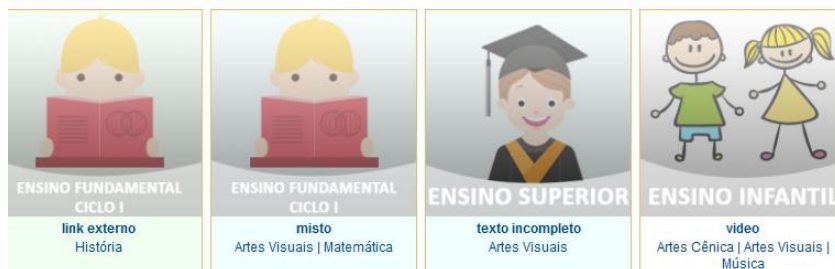 ENSINO FUNDAMENTAL
CICLO I
link externo
História
ENSINO FUNDAMENTAL
CICLO I
misto
Artes Visuais | Matemática
ENSINO SUPERIOR
texto incompleto
Artes Visuais
ENSINO INFANTIL
video
Artes Cênica | Artes Visuais |
Música